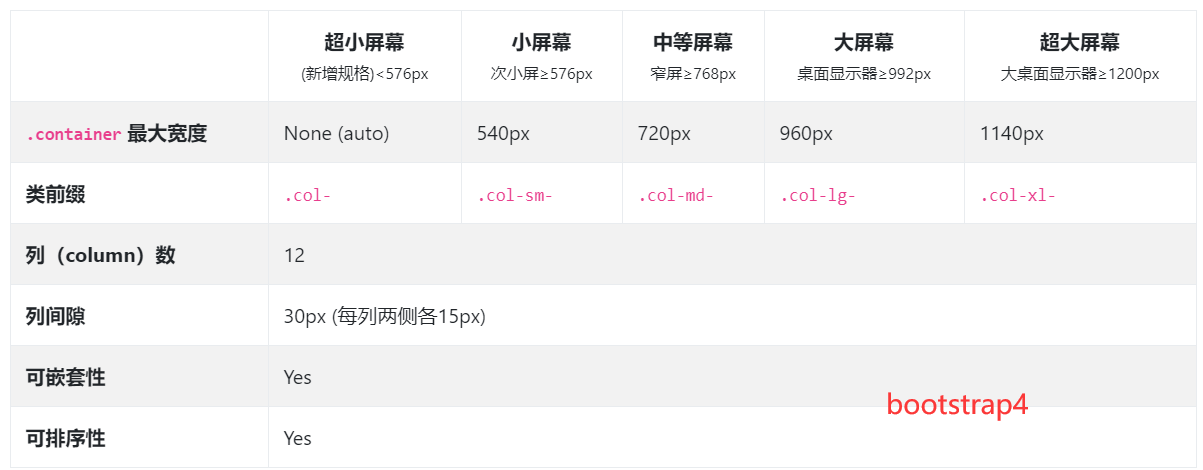 超小屏幕 小屏幕 中等屏幕 大屏幕 超大屏幕
(新增规格)<576px 次小屏≥576px 窄屏≥768px 桌面显示器≥992px 大桌面显示器≥1200px
.container 最大宽度 None (auto) 540px 720px 960px 1140px
类前缀 .col- .col-sm- .col-md- .col-lg- .col-xl-
列（column）数 12
列间隙 30px (每列两侧各15px)
可嵌套性 Yes
bootstrap4
可排序性 Yes